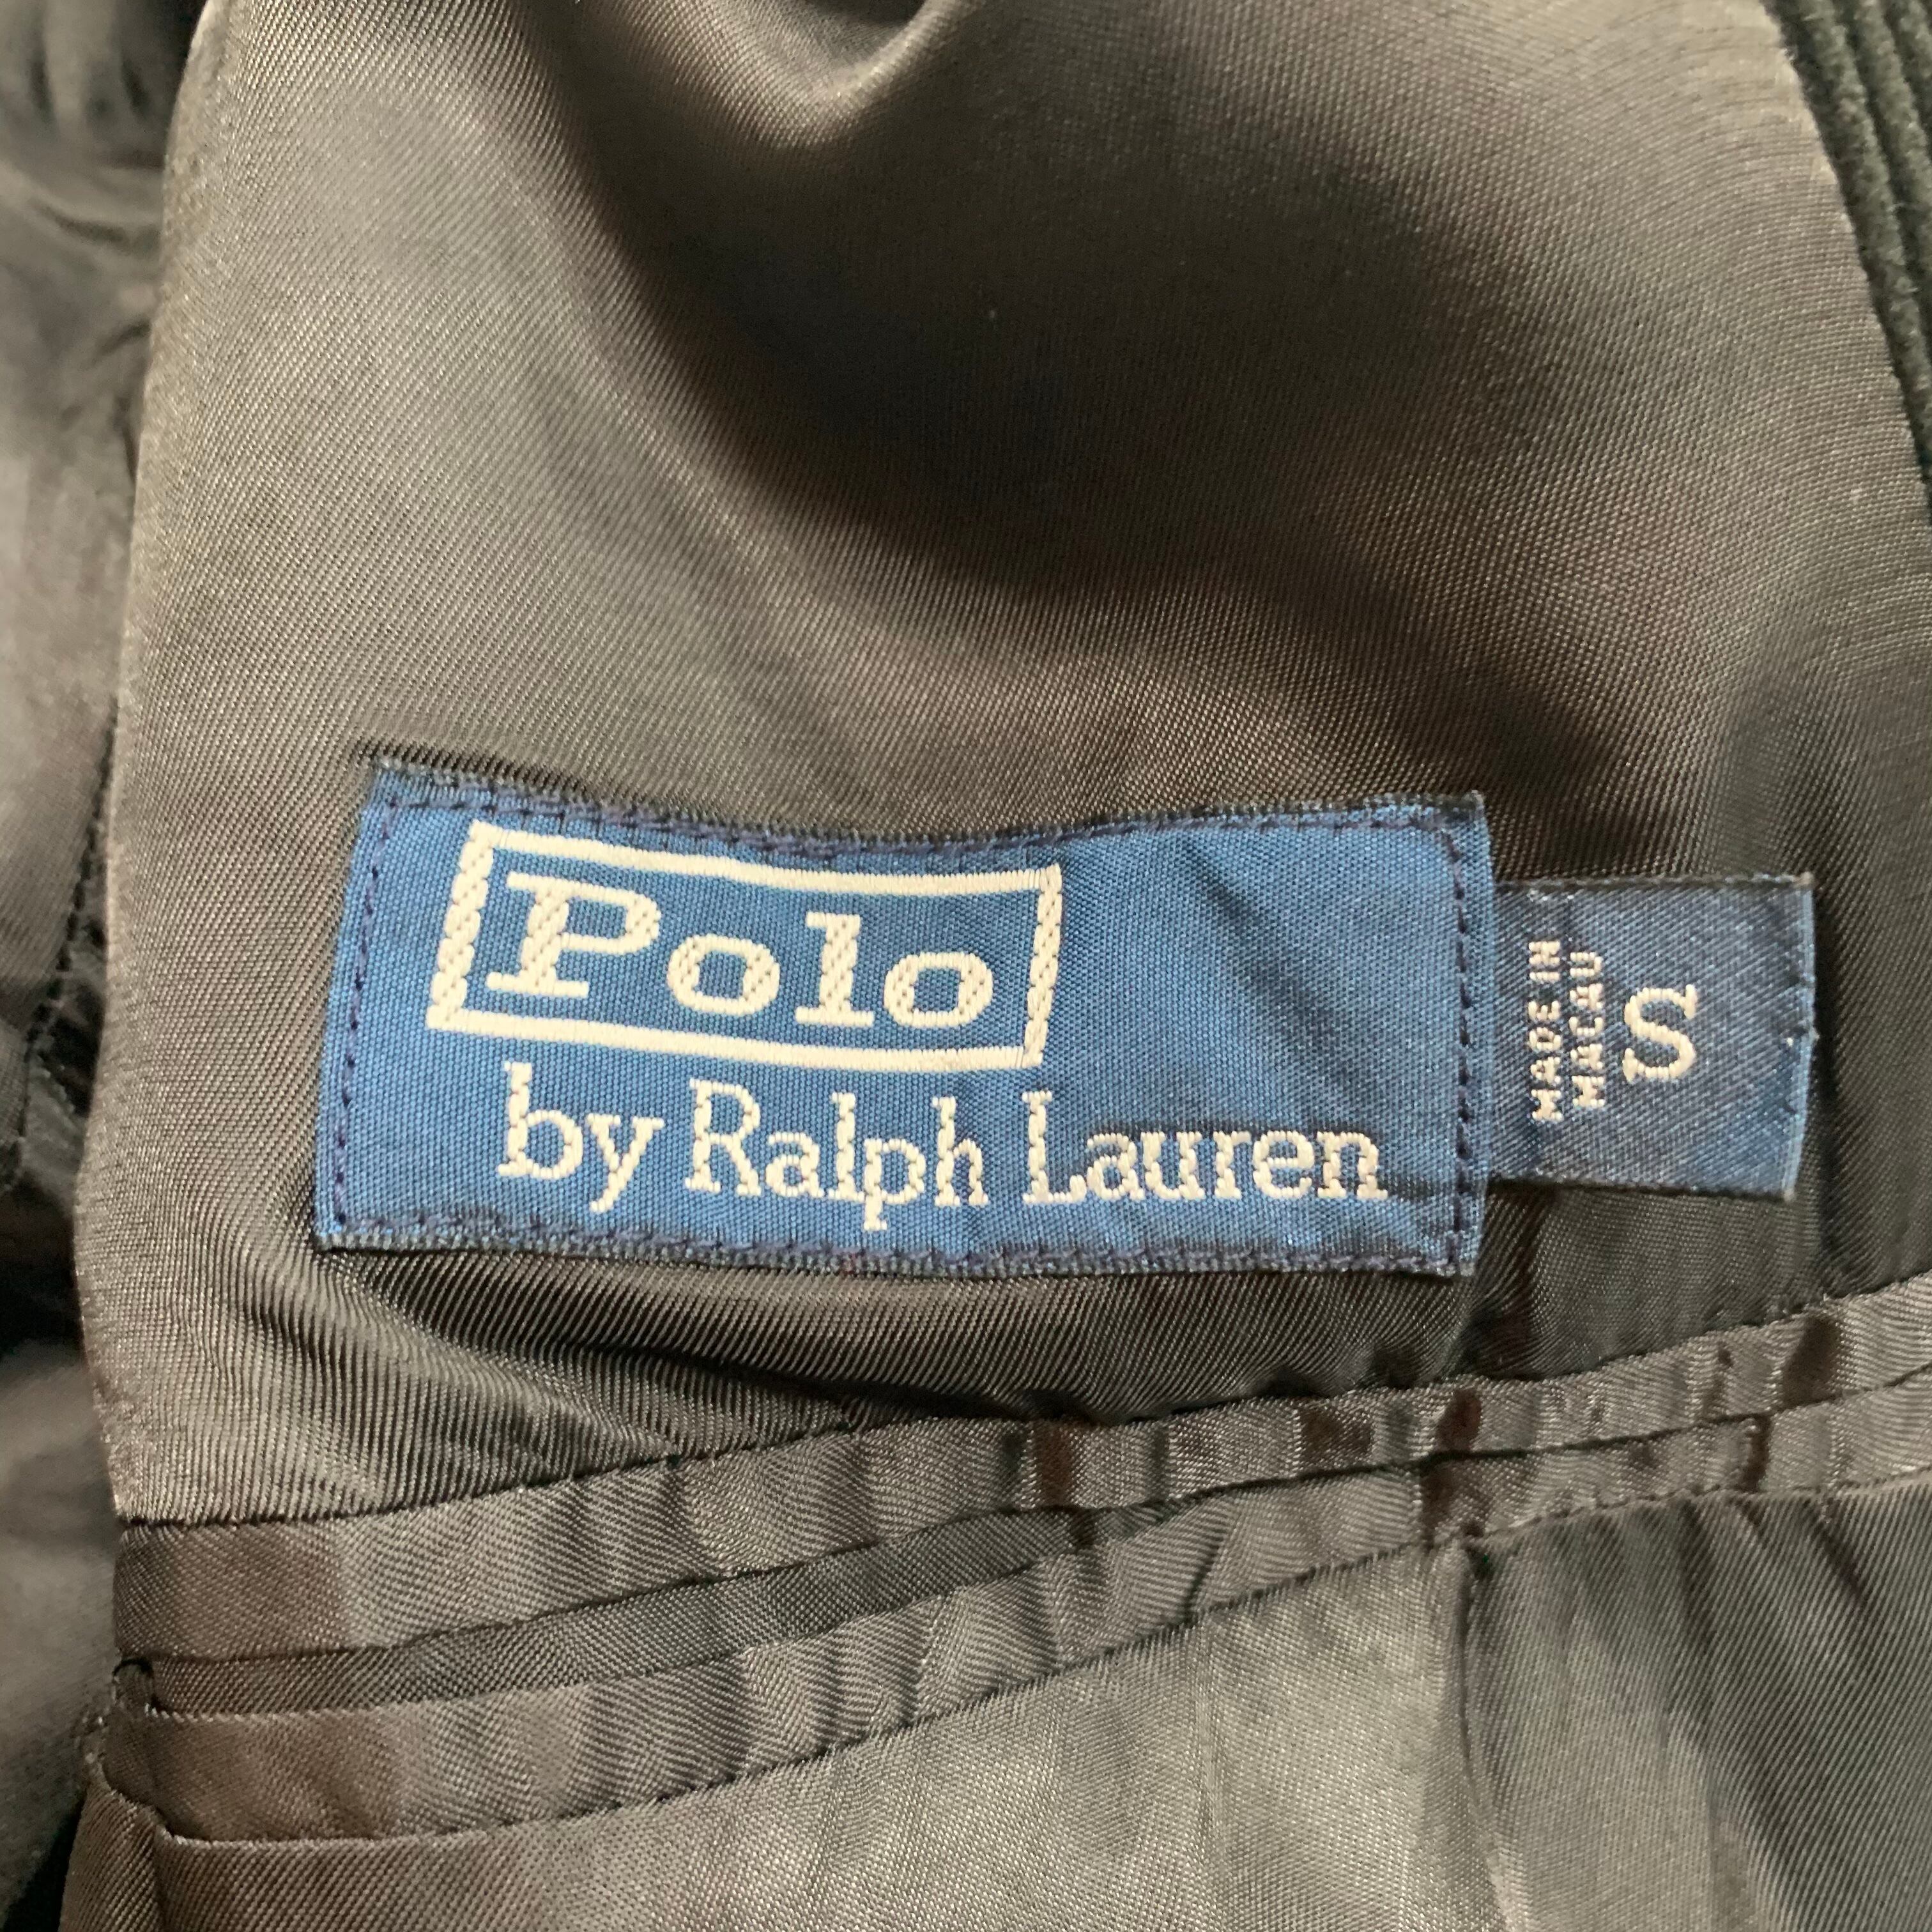 Polo
by Ralph Lauren
MADE IN
MACAU
S